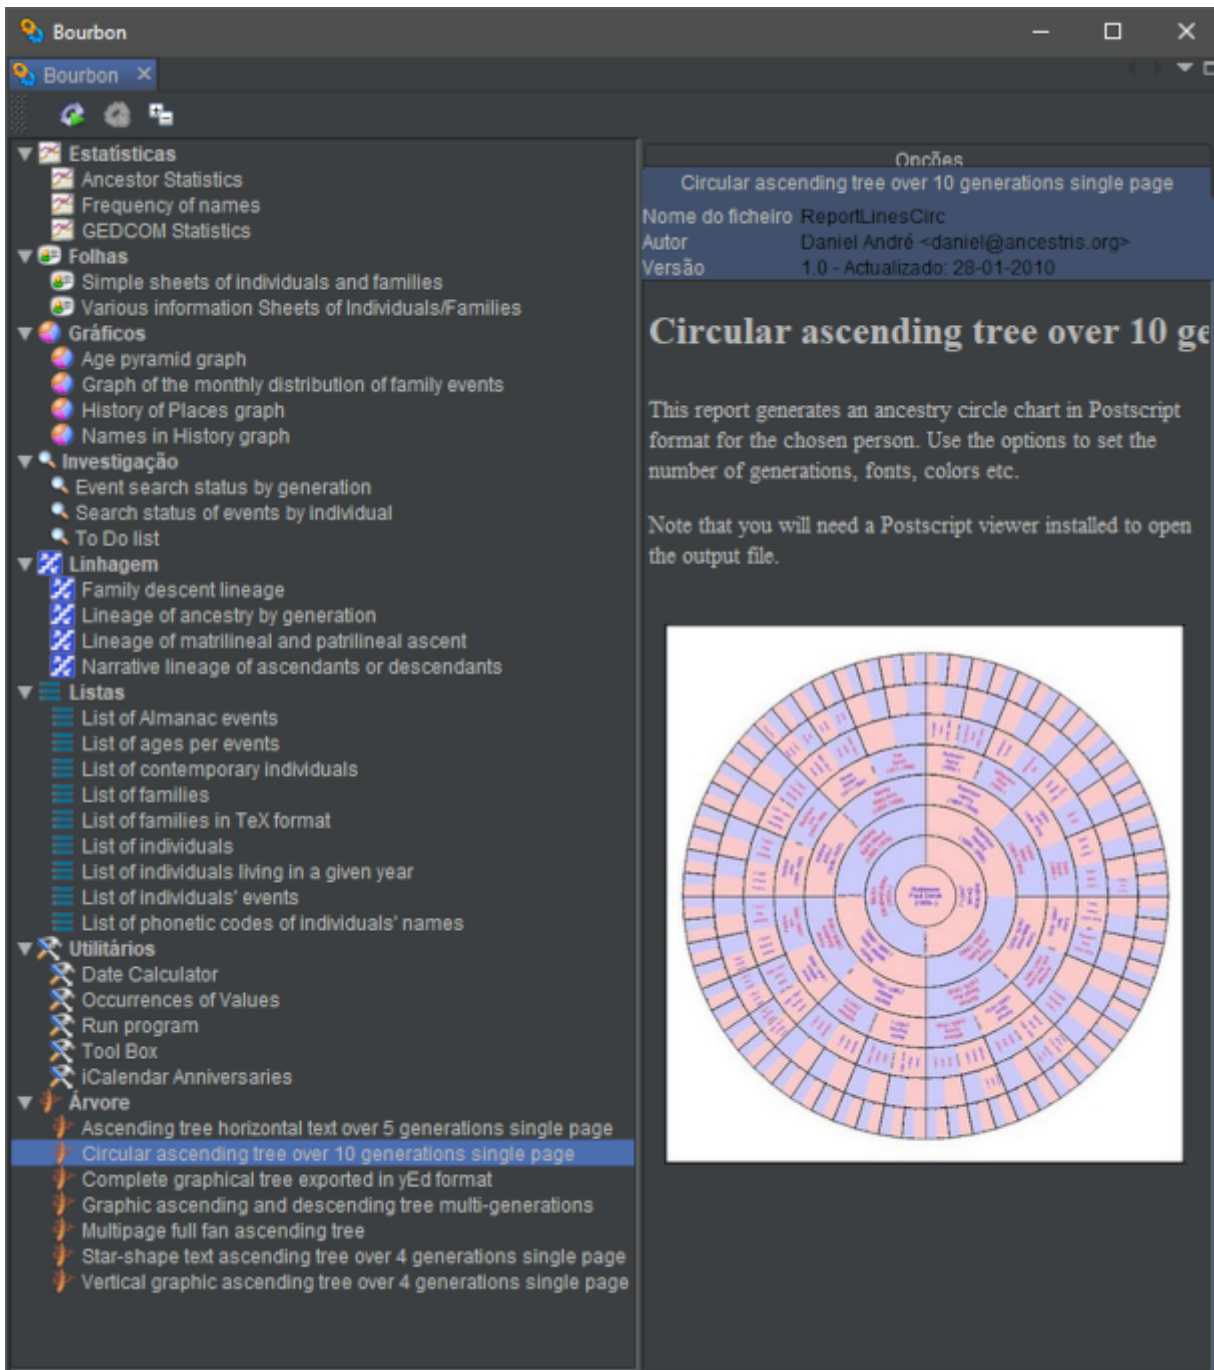 Bourbon
Bourbon
Estatísticas
Ancestor Statistics
Frequency of names
GEDCOM Statistics
Folhas
Simple sheets of individuals and families
Various information Sheets of Individuals/Families
Gráficos
Age pyramid graph
Graph of the monthly distribution of family events
History of Places graph
Names in History graph
Investigação
Event search status by generation
Search status of events by individual
To Do list
Linhagem
Family descent lineage
Lineage of ancestry by generation
Lineage of matrilineal and patrilineal ascent
Narrative lineage of ascendants or descendants
Listas
List of Almanac events
List of ages per events
List of contemporary individuals
List of families
List of families in TeX format
List of individuals
List of individuals living in a given year
List of individuals' events
List of phonetic codes of individuals' names
Utilitários
Date Calculator
Occurrences of Values
Run program
Tool Box
iCalendar Anniversaries
Árvore
Ascending tree horizontal text over 5 generations single page
Circular ascending tree over 10 generations single page
Complete graphical tree exported in yEd format
Graphic ascending and descending tree multi-generations
Multipage full fan ascending tree
Star-shape text ascending tree over 4 generations single page
Vertical graphic ascending tree over 4 generations single page
Opções
Circular ascending tree over 10 generations single page
Nome do ficheiro ReportLinesCirc
Autor Daniel André <daniel@ancestris.org>
Versão 1.0 - Actualizado: 28-01-2010
Circular ascending tree over 10 ge
This report generates an ancestry circle chart in Postscript
format for the chosen person. Use the options to set the
number of generations, fonts, colors etc.
Note that you will need a Postscript viewer installed to open
the output file.